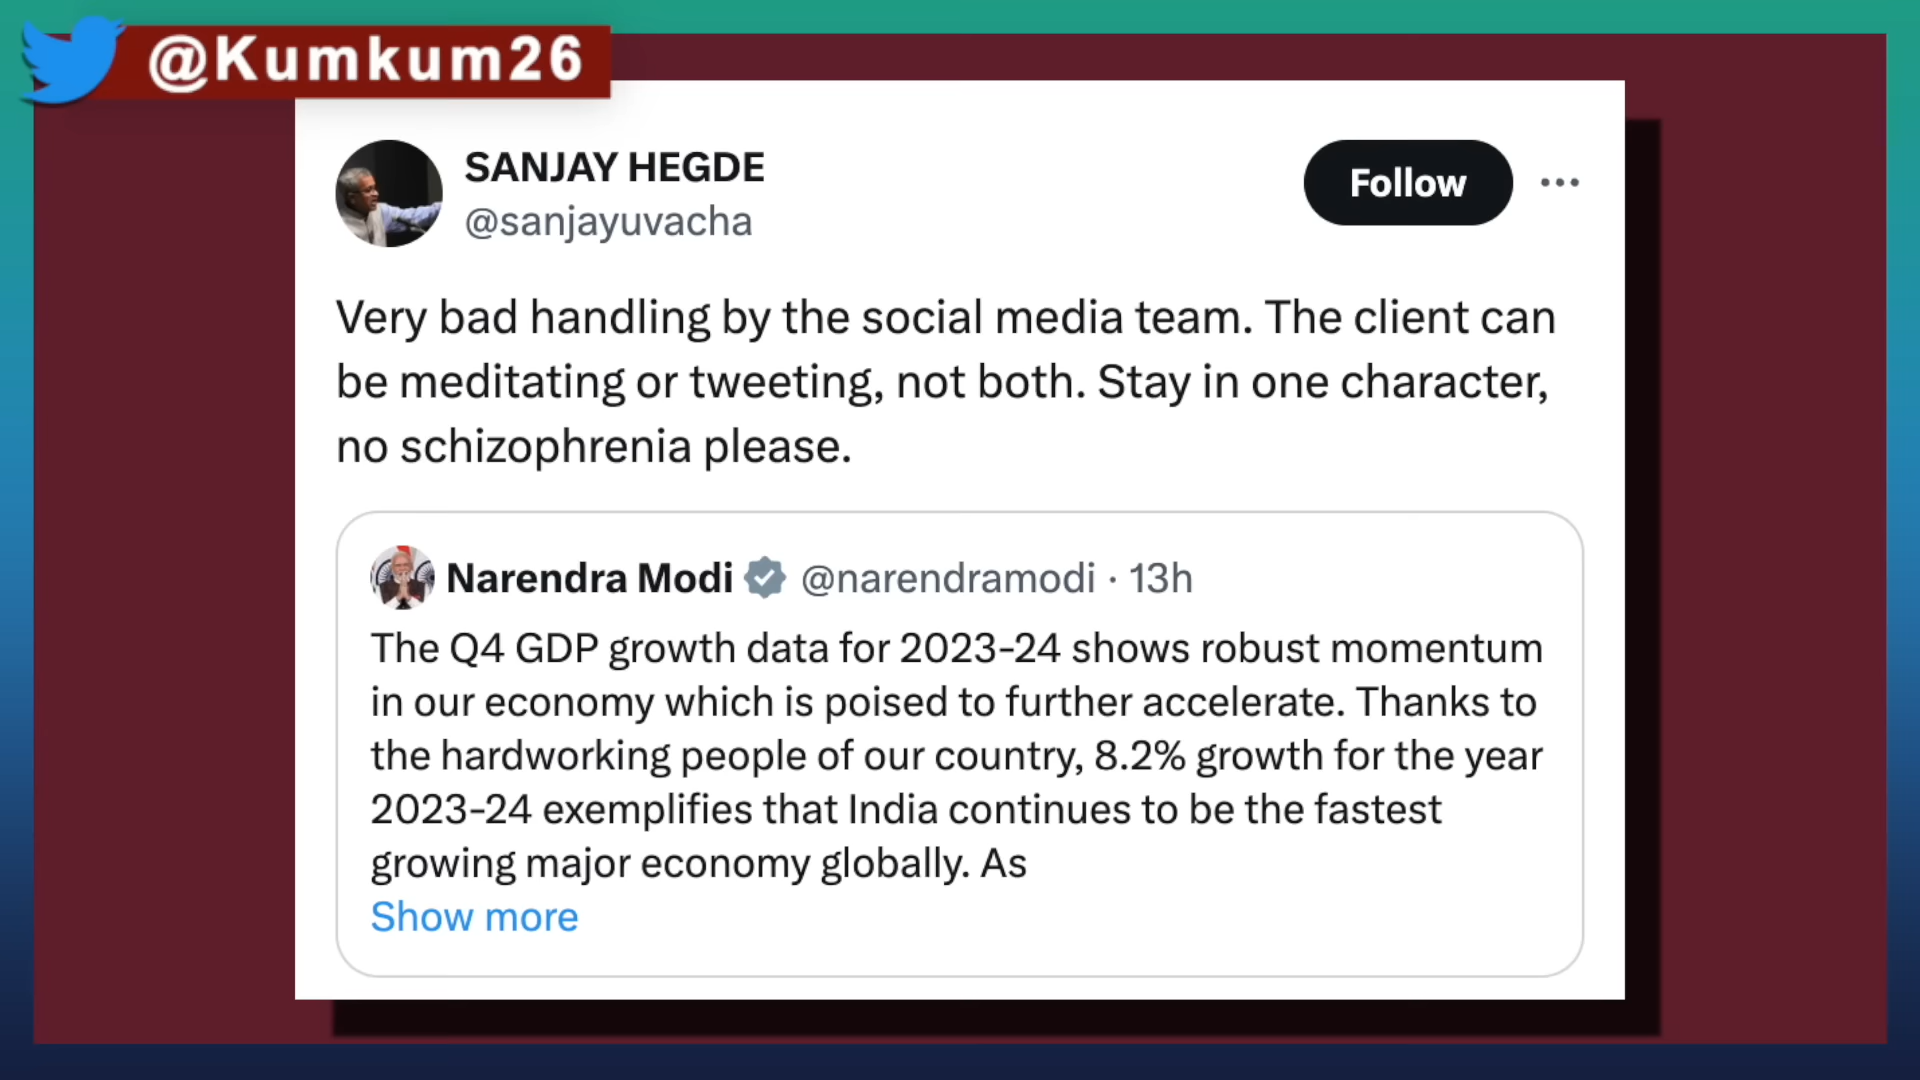 @Kumkum26
SANJAY HEGDE
@sanjayuvacha
Follow
Very bad handling by the social media team. The client can
be meditating or tweeting, not both. Stay in one character,
no schizophrenia please.
Narendra Modi @narendramodi · 13h
The Q4 GDP growth data for 2023-24 shows robust momentum
in our economy which is poised to further accelerate. Thanks to
the hardworking people of our country, 8.2% growth for the year
2023-24 exemplifies that India continues to be the fastest
growing major economy globally. As
Show more